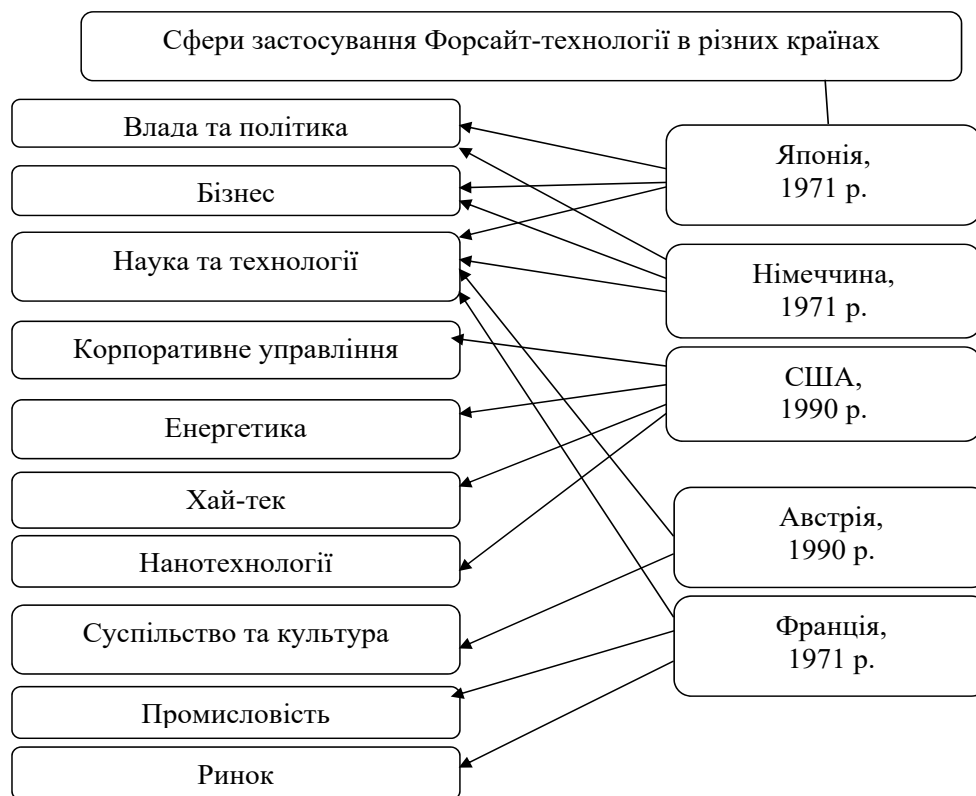 Сфери застосування Форсайт-технології в різних країнах
Влада та політика
Бізнес
Наука та технології
Корпоративне управління
Енергетика
Хай-тек
Нанотехнології
Суспільство та культура
Промисловість
Ринок
Японія,
1971 р.
Німеччина,
1971 р.
США,
1990 р.
Австрія,
1990 р.
Франція,
1971 р.